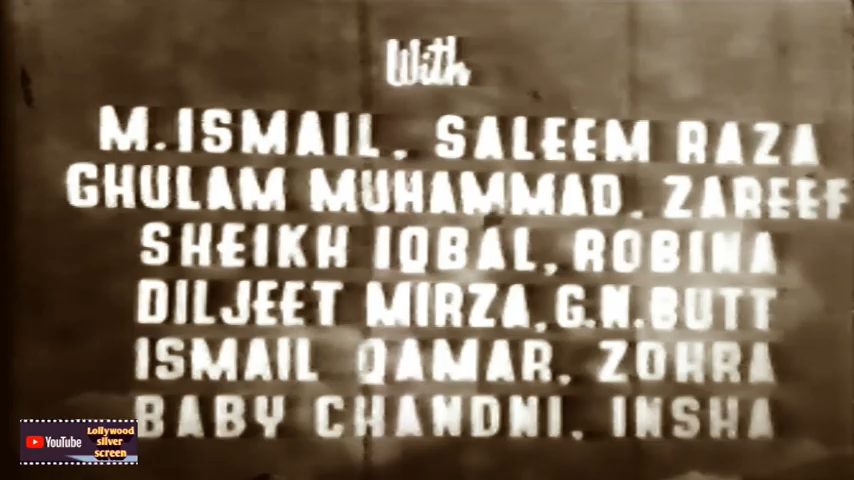 With
M. ISMAIL, SALEEM RAZA
GHULAM MUHAMMAD, ZAREEF
SHEIKH IQBAL, ROBINA
DILJEET MIRZA, G.N.BUTT
ISMAIL QAMAR, ZOHRA
BABY CHANDNI, INSHA
YouTube
Lollywood
silver
screen